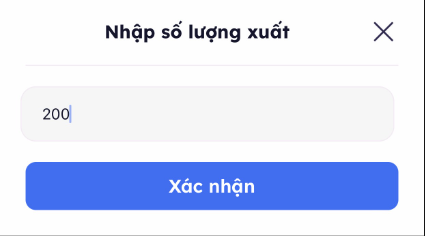 Nhập số lượng xuất
200
Xác nhận